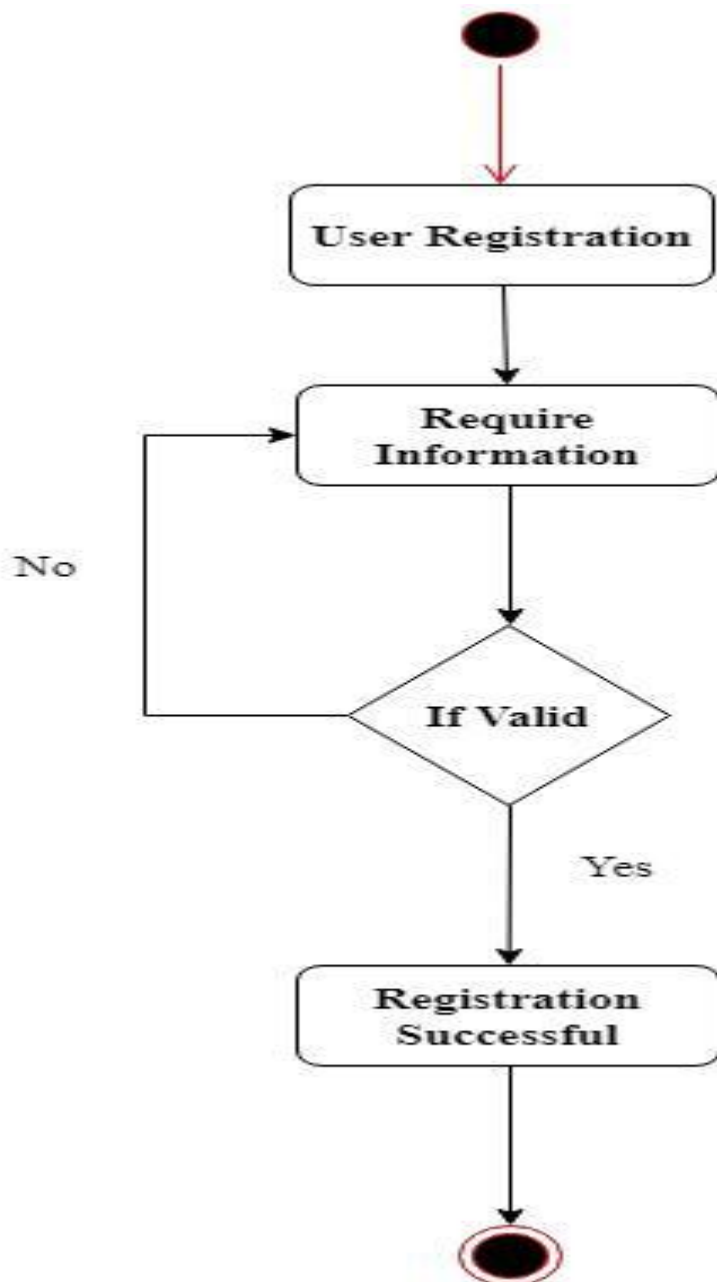 User Registration
Require
Information
No
If Valid
Yes
Registration
Successful